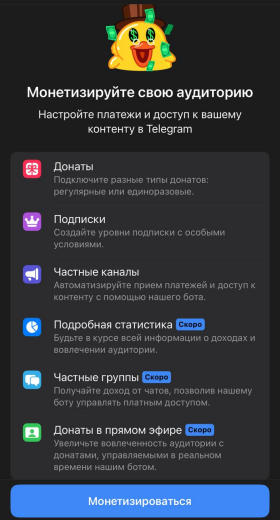 Монетизируйте свою аудиторию
Настройте платежи и доступ к вашему
контенту в Telegram
Донаты
Подключите разные типы донатов:
регулярные или единоразовые.
Подписки
Создайте уровни подписки с особыми
условиями.
Частные каналы
Автоматизируйте прием платежей и доступ к
контенту с помощью нашего бота.
Подробная статистика Скоро
Будьте в курсе всей информации о доходах и
вовлечении аудитории.
Частные группы Скоро
Получайте доход от чатов, позволив нашему
боту управлять платным доступом.
Донаты в прямом эфире Скоро
Увеличьте вовлеченность аудитории с
донатами, управляемыми в реальном
времени нашим ботом.
Монетизироваться